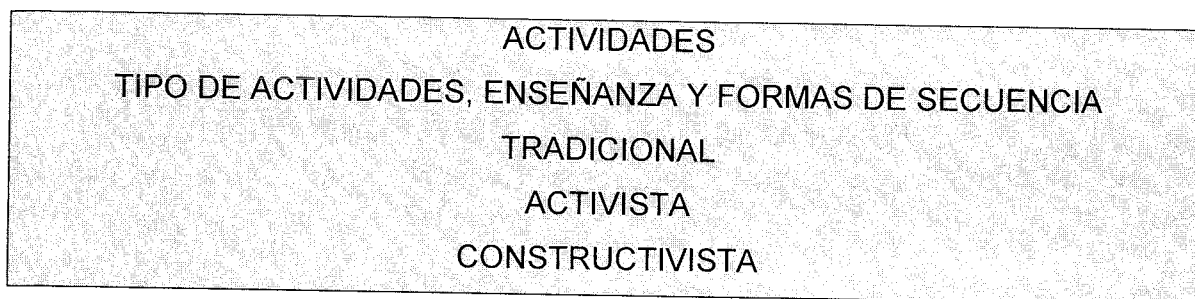 ACTIVIDADES
TIPO DE ACTIVIDADES, ENSEÑANZA Y FORMAS DE SECUENCIA
TRADICIONAL
ACTIVISTA
CONSTRUCTIVISTA